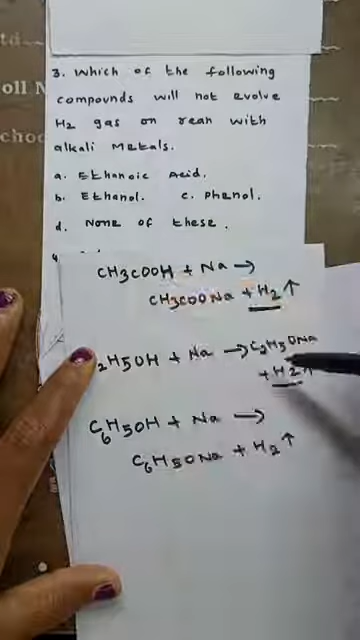 3. Which of the following
compounds will not evolve
H2 gas on rean with
alkali Metals.
a. Ethanoic Acid.
b. Ethanol. c. Phenol.
d. None of these.
CH3COOH + Na →
CH3COONa + H2 ↑
2H5OH + Na → C2H5ONa
+ H2 ↑
C6H5OH + Na →
C6H5ONa + H2 ↑